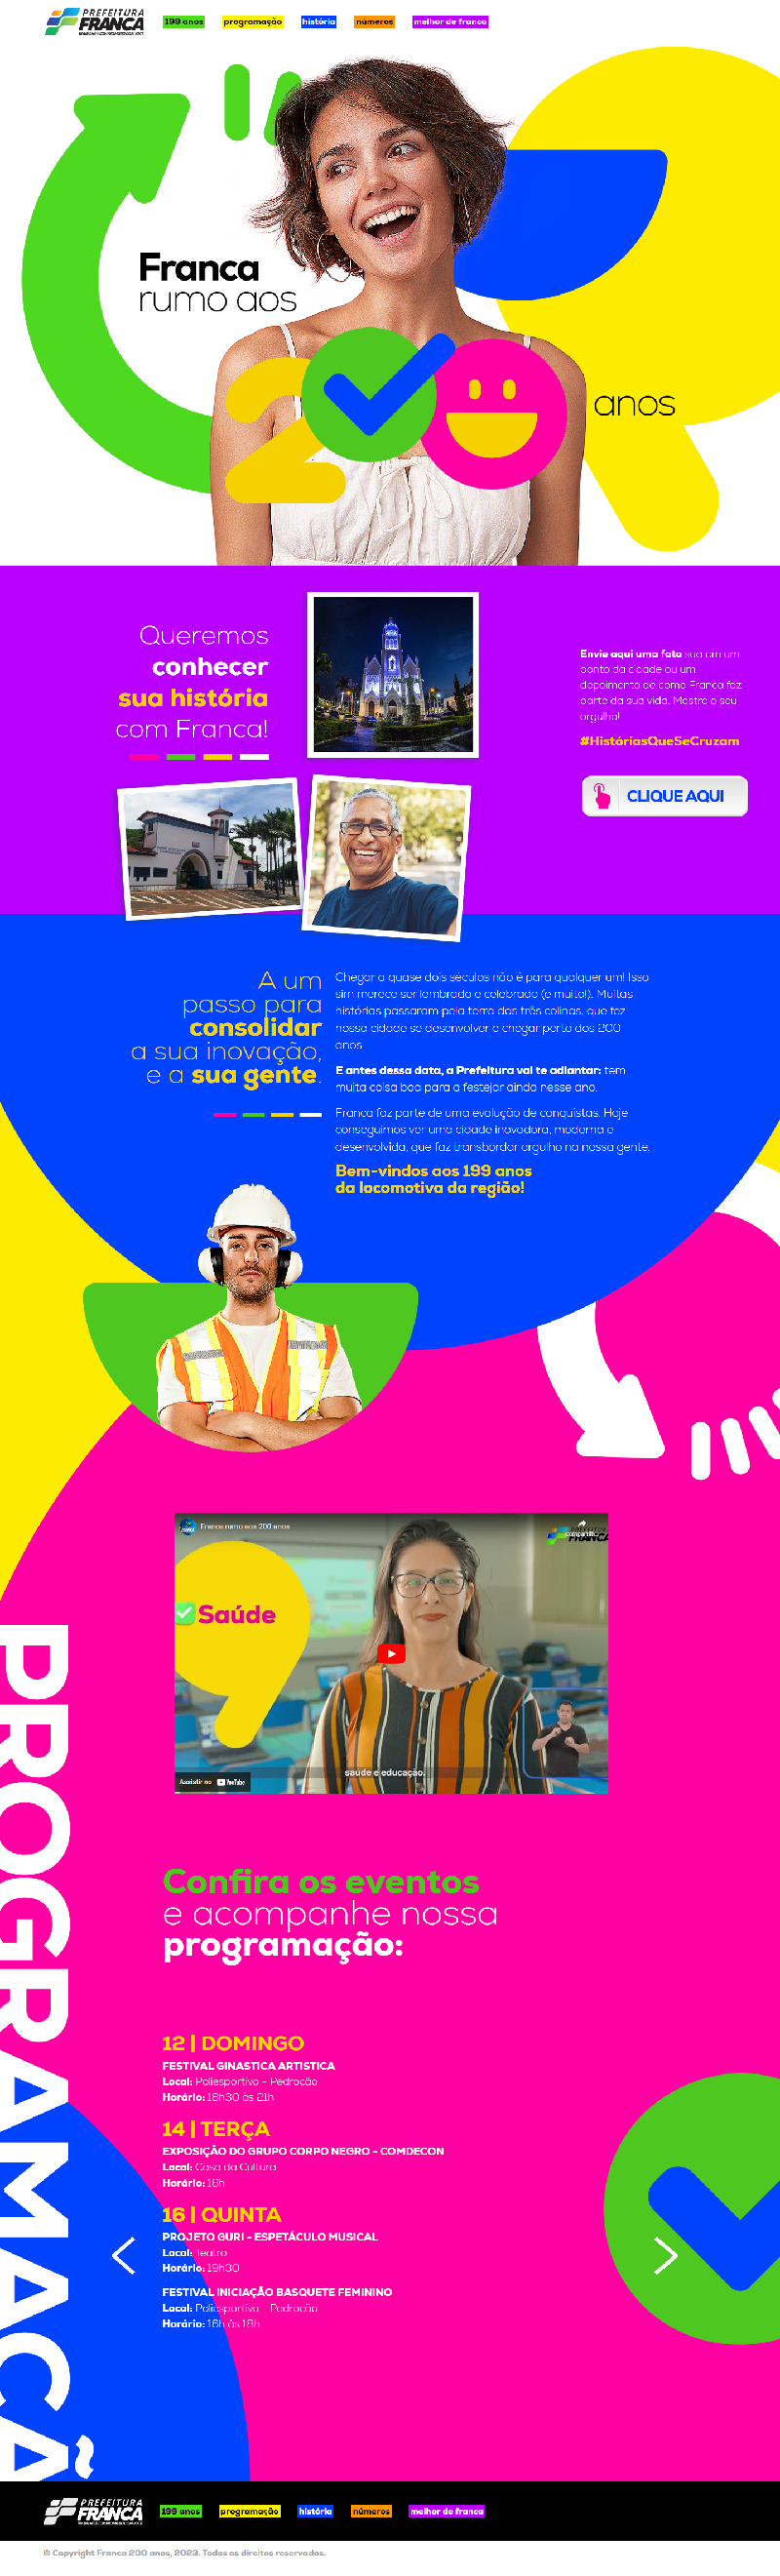 PREFEITURA
FRANCA
199 anos
programação
história
números
melhor de franca
Franca
rumo aos
200
anos
Queremos
conhecer
sua história
com Franca!
Envie aqui uma foto sua em um
ponto da cidade ou um
depoimento de como Franca faz
parte da sua vida. Mostre o seu
orgulho!
#HistóriasQueSeCruzam
CLIQUE AQUI
A um
passo para
consolidar
a sua inovação,
e a sua gente.
Chegar a quase dois séculos não é para qualquer um! Isso
sim merece ser lembrado e celebrado (e muito!). Muitas
histórias passaram pela terra das três colinas, que fez
nossa cidade se desenvolver e chegar perto dos 200
anos.
E antes dessa data, a Prefeitura vai te adiantar: tem
muita coisa boa para a festejar ainda nesse ano.
Franca faz parte de uma evolução de conquistas. Hoje
conseguimos ver uma cidade inovadora, moderna e
desenvolvida, que faz transbordar orgulho na nossa gente.
Bem-vindos aos 199 anos
da locomotiva da região!
Franca rumo aos 200 anos
PREFEITURA
FRANCA
Saúde
saúde e educação.
Assistir no YouTube
PROGRAMAÇÃ
Confira os eventos
e acompanhe nossa
programação:
12 | DOMINGO
FESTIVAL GINASTICA ARTISTICA
Local: Poliesportivo - Pedrocão
Horário: 18h30 às 21h
14 | TERÇA
EXPOSIÇÃO DO GRUPO CORPO NEGRO - COMDECON
Local: Casa da Cultura
Horário: 16h
16 | QUINTA
PROJETO GURI - ESPETÁCULO MUSICAL
Local: Teatro
Horário: 19h30
FESTIVAL INICIAÇÃO BASQUETE FEMININO
Local: Poliesportivo - Pedrocão
Horário: 16h às 18h
PREFEITURA
FRANCA
199 anos
programação
história
números
melhor de franca
© Copyright Franca 200 anos, 2023. Todos os direitos reservados.